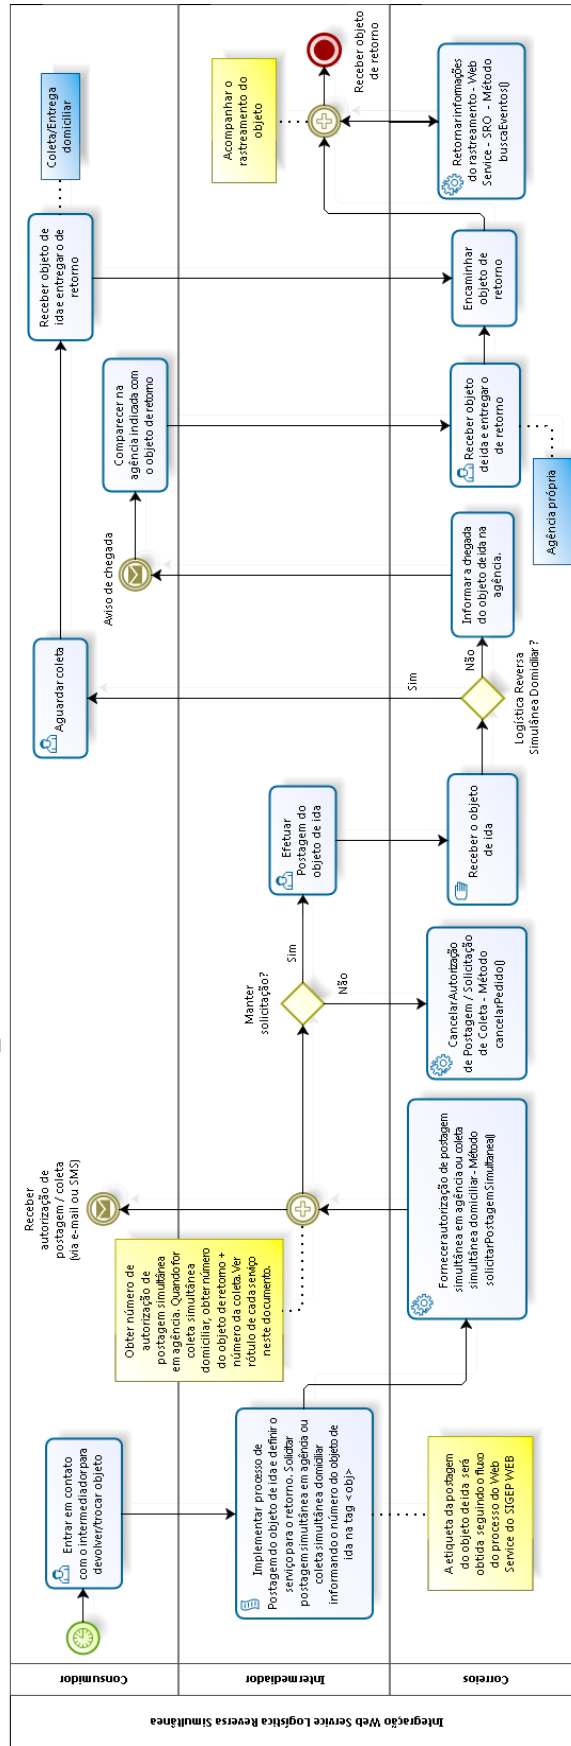 Integração Web Service Logística Reversa Simultânea
Consumidor
Intermediador
Correios
Entrar em contato
com o intermediador para
devolver/trocar objeto
Receber
autorização de
postagem / coleta
(via e-mail ou SMS)
Aguardar coleta
Aviso de chegada
Comparecer na
agência indicada com
o objeto de retorno
Receber objeto de
ida e entregar o de
retorno
Coleta/Entrega
domiciliar
Implementar processo de
Postagem do objeto de ida e definir o
serviço para o retorno. Solicitar
postagem simultânea em agência ou
coleta simultânea domiciliar
informando o número do objeto de
ida na tag <obj>
Obter número de
autorização de
postagem simultânea
em agência. Quando for
coleta simultânea
domiciliar, obter número
do objeto de retorno +
número da coleta. Ver
rótulo de cada serviço
neste documento.
Manter
solicitação?
Sim
Não
Efetuar
Postagem do
objeto de ida
Acompanhar o
rastreamento do
objeto
Receber objeto
de retorno
A etiqueta da postagem
do objeto de ida será
obtida seguindo o fluxo
do processo do Web
Service do SIGEP WEB
Fornecer autorização de postagem
simultânea em agência ou coleta
simultânea domiciliar - Método
solicitarPostagemSimultanea()
Cancelar Autorização
de Postagem / Solicitação
de Coleta - Método
cancelarPedido()
Receber o objeto
de ida
Logística Reversa
Simulânea Domiciliar?
Sim
Não
Informar a chegada
do objeto de ida na
agência.
Receber objeto
de ida e entregar o
de retorno
Agência própria
Encaminhar
objeto de
retorno
Retornar informações
do rastreamento - Web
Service - SRO - Método
buscaEventos()